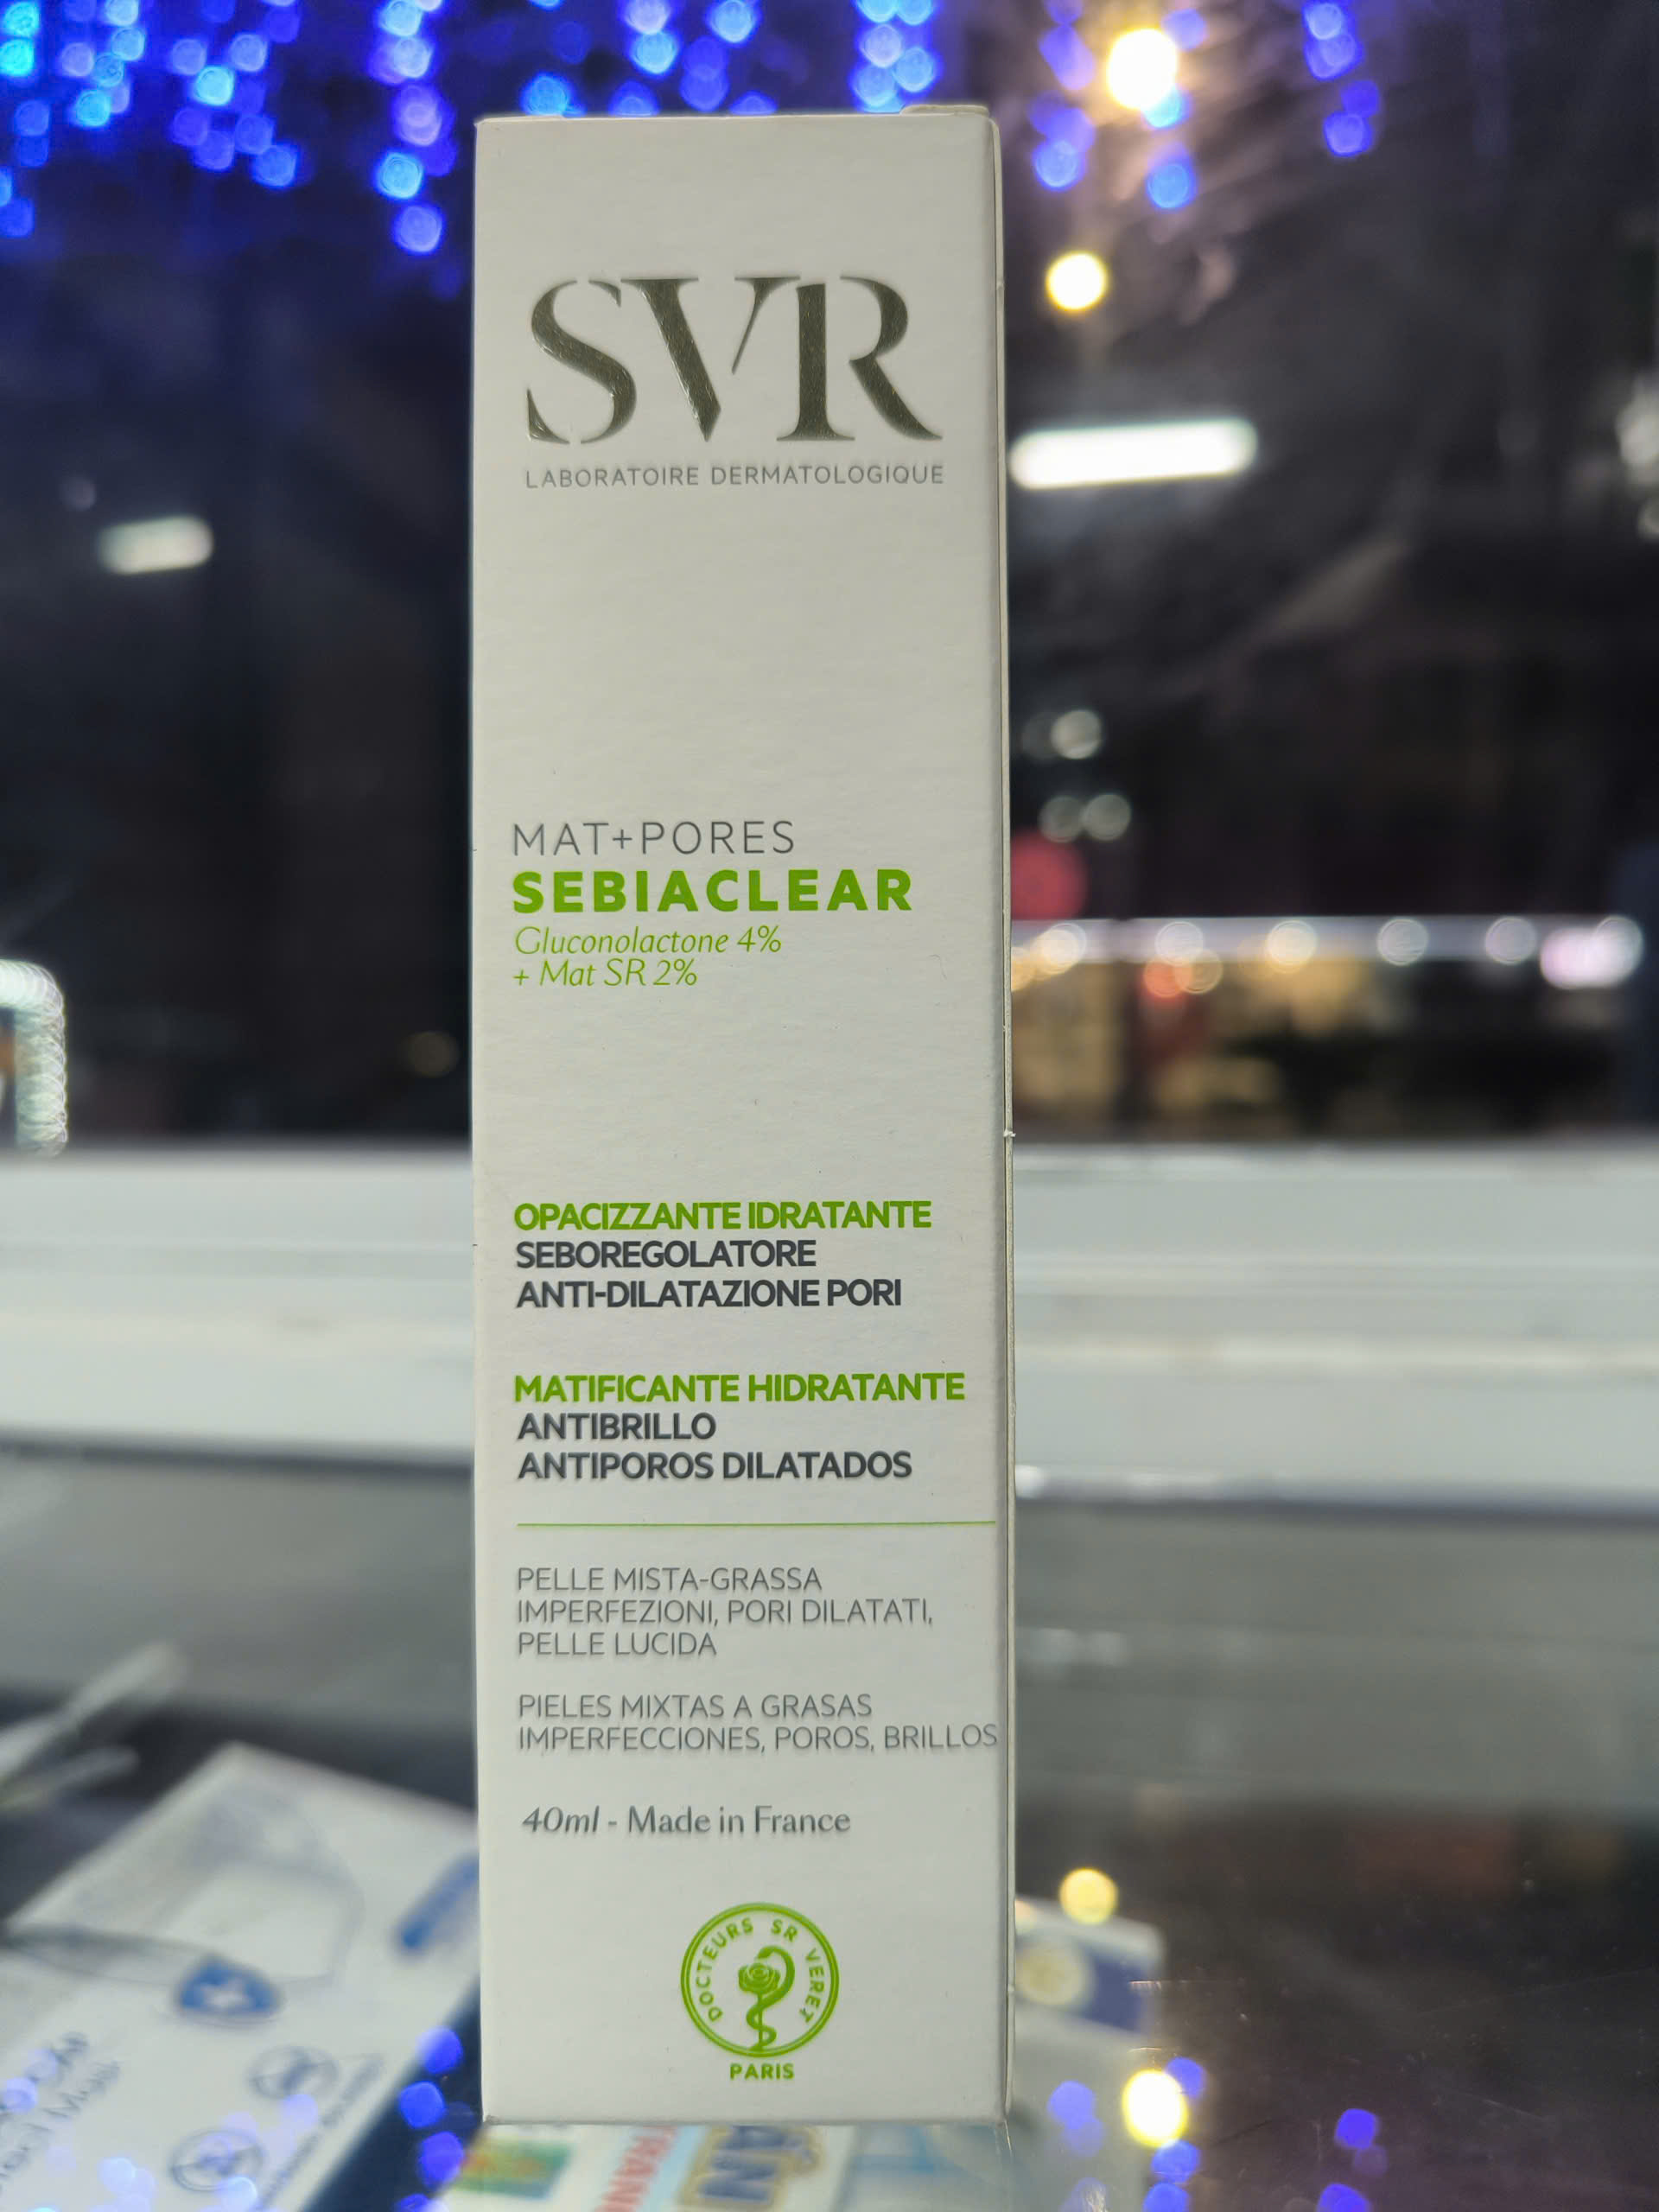 SVR
LABORATOIRE DERMATOLOGIQUE
MAT+PORES
SEBIACLEAR
Gluconolactone 4%
+ Mat SR 2%
OPACIZZANTE IDRATANTE
SEBOREGOLATORE
ANTI-DILATAZIONE PORI
MATIFICANTE HIDRATANTE
ANTIBRILLO
ANTIPOROS DILATADOS
PELLE MISTA-GRASSA
IMPERFEZIONI, PORI DILATATI,
PELLE LUCIDA
PIELES MIXTAS A GRASAS
IMPERFECCIONES, POROS, BRILLOS
40ml - Made in France
DOCTEURS SR VERET
PARIS